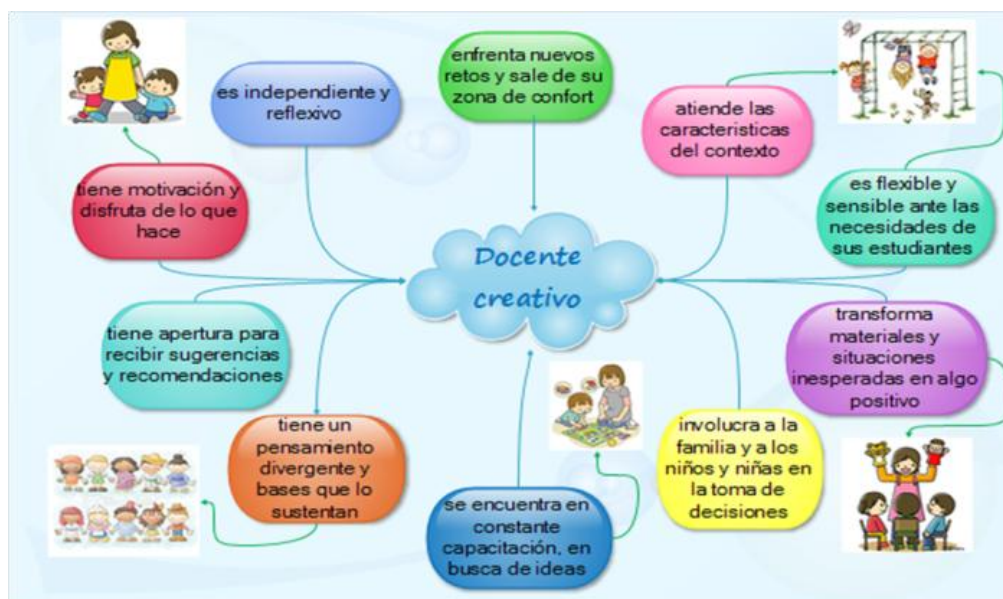 es independiente y
reflexivo
enfrenta nuevos
retos y sale de su
zona de confort
atiende las
caracteristicas
del contexto
tiene motivación y
disfruta de lo que
hace
es flexible y
sensible ante las
necesidades de
sus estudiantes
Docente
creativo
tiene apertura para
recibir sugerencias
y recomendaciones
transforma
materiales y
situaciones
inesperadas en algo
positivo
tiene un
pensamiento
divergente y
bases que lo
sustentan
involucra a la
familia y a los
niños y niñas en
la toma de
decisiones
se encuentra en
constante
capacitación, en
busca de ideas